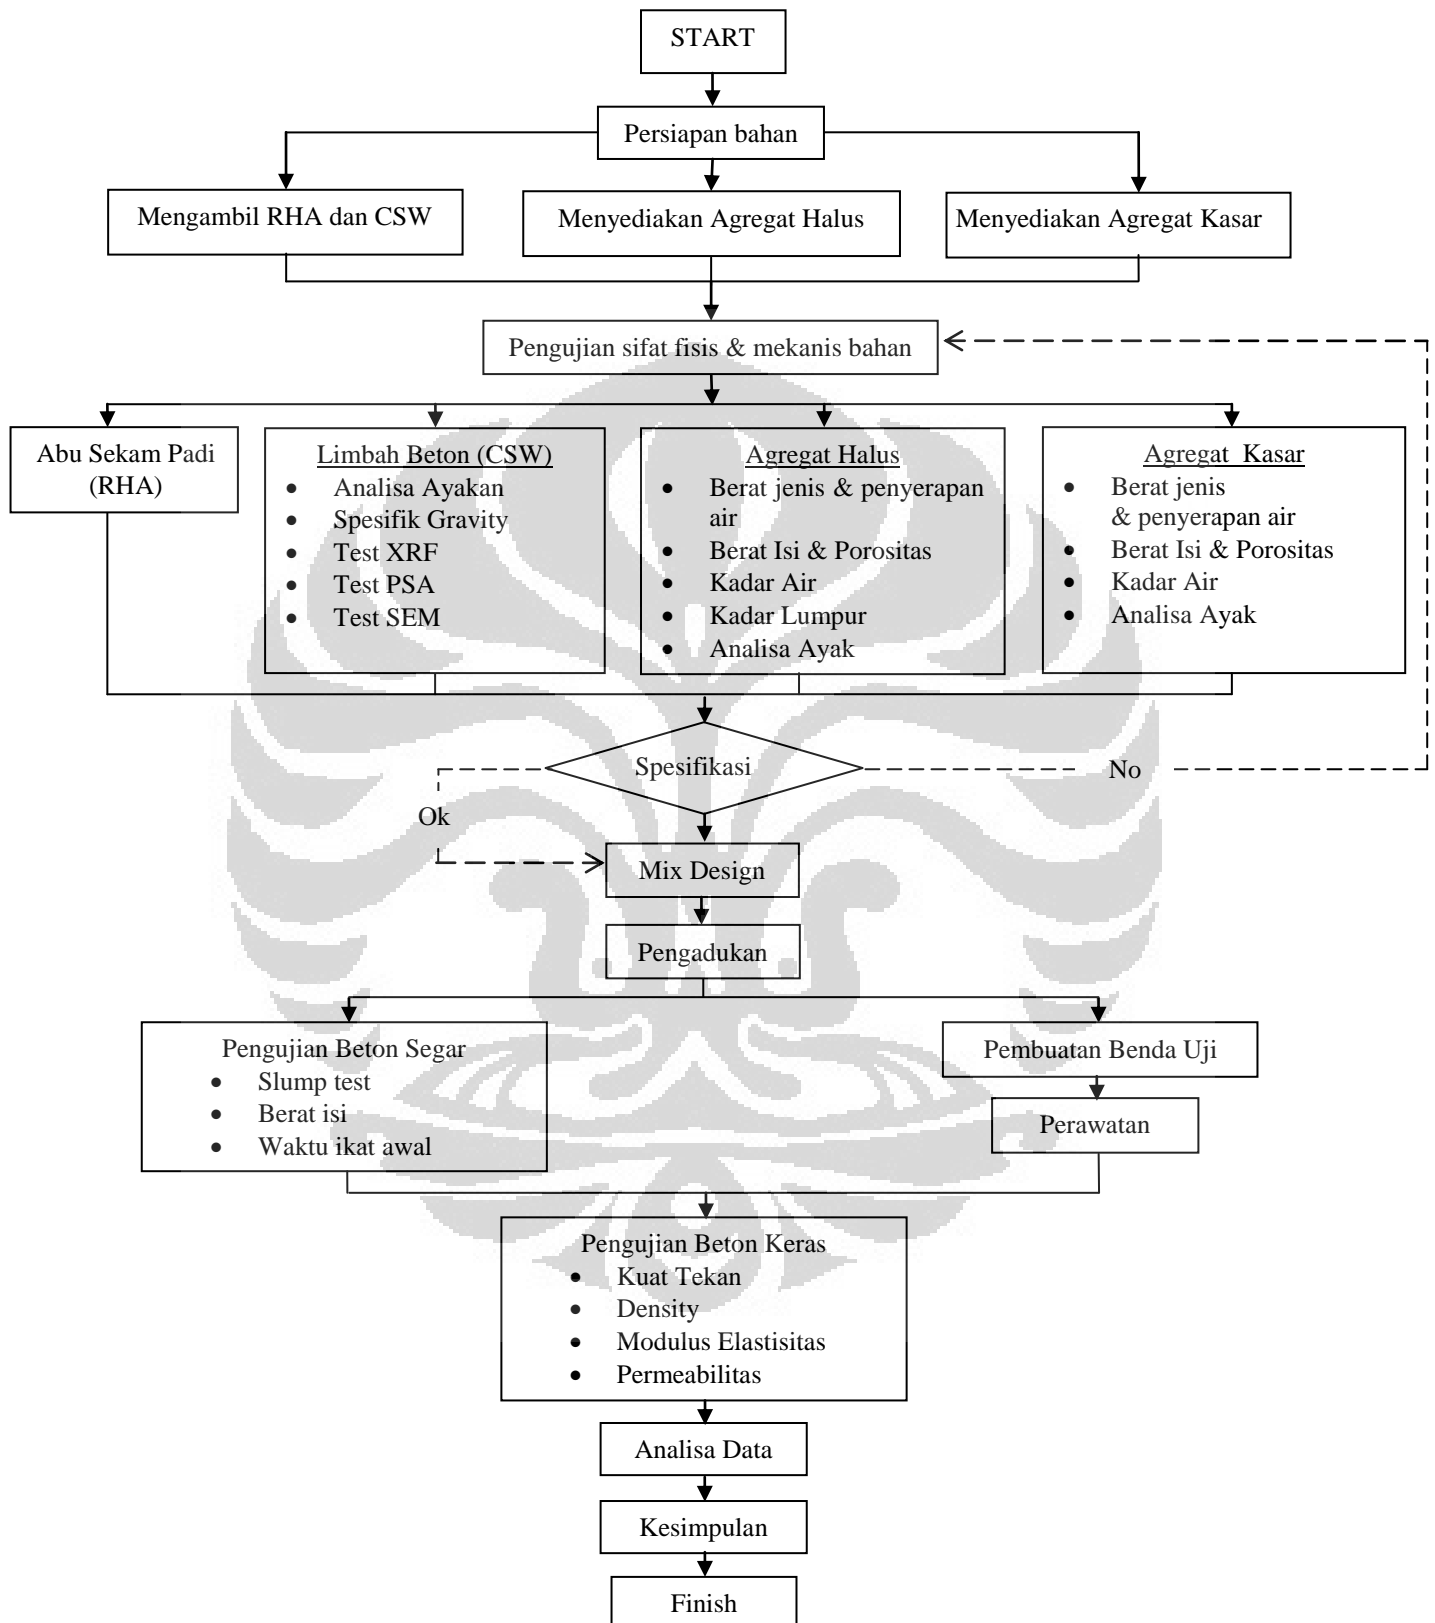 START
Persiapan bahan
Mengambil RHA dan CSW
Menyediakan Agregat Halus
Menyediakan Agregat Kasar
Pengujian sifat fisis & mekanis bahan
Abu Sekam Padi
(RHA)
Limbah Beton (CSW)
• Analisa Ayakan
• Spesifik Gravity
• Test XRF
• Test PSA
• Test SEM
Agregat Halus
• Berat jenis & penyerapan
air
• Berat Isi & Porositas
• Kadar Air
• Kadar Lumpur
• Analisa Ayak
Agregat Kasar
• Berat jenis
& penyerapan air
• Berat Isi & Porositas
• Kadar Air
• Analisa Ayak
Spesifikasi
No
Ok
Mix Design
Pengadukan
Pengujian Beton Segar
• Slump test
• Berat isi
• Waktu ikat awal
Pembuatan Benda Uji
Perawatan
Pengujian Beton Keras
• Kuat Tekan
• Density
• Modulus Elastisitas
• Permeabilitas
Analisa Data
Kesimpulan
Finish